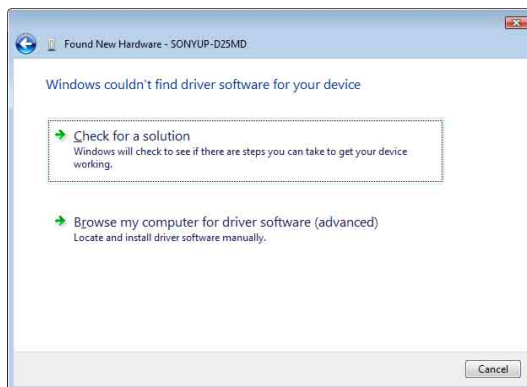 Found New Hardware - SONYUP-D25MD
Windows couldn't find driver software for your device
Check for a solution
Windows will check to see if there are steps you can take to get your device
working.
Browse my computer for driver software (advanced)
Locate and install driver software manually.
Cancel